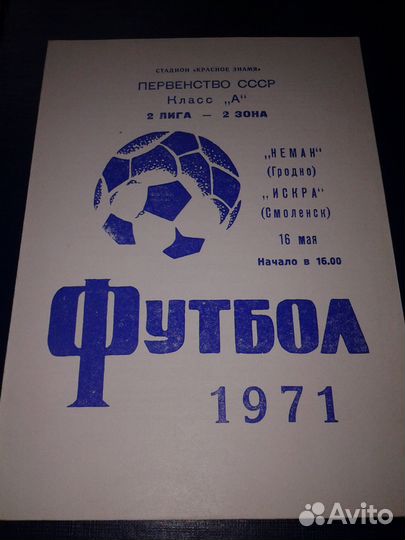 СТАДИОН «КРАСНОЕ ЗНАМЯ»
ПЕРВЕНСТВО СССР
Класс „А"
2 ЛИГА — 2 ЗОНА
„НЕМАН"
(Гродно)
„ИСКРА"
(Смоленск)
16 мая
Начало в 16.00
ФУТБОЛ
1971
Avito